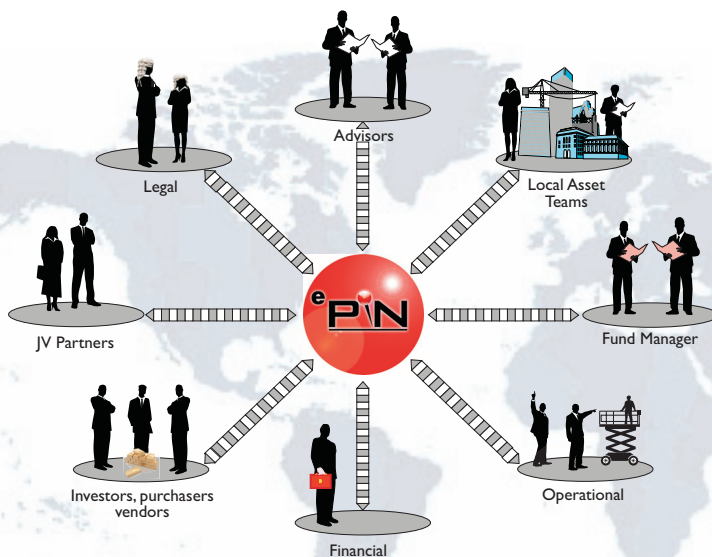 Advisors
Legal
Local Asset
Teams
ePiN
JV Partners
Fund Manager
Investors, purchasers
vendors
Operational
Financial